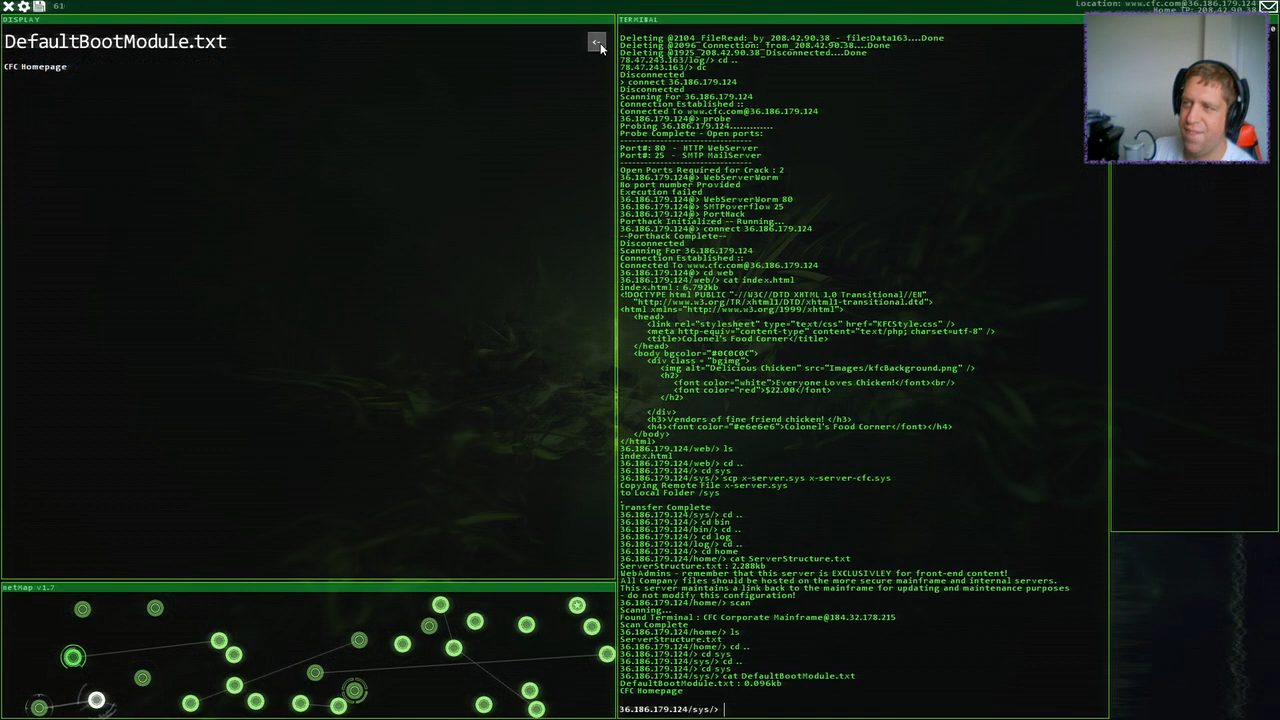 61
Location: www.cfc.com@36.186.179.124
Home IP: 208.42.90.38
DISPLAY
DefaultBootModule.txt
<-
CFC Homepage
TERMINAL
Deleting @2104_FileRead:_by_208.42.90.38_-_file:Data163....Done
Deleting @2096_Connection:_from_208.42.90.38....Done
Deleting @1925_208.42.90.38_Disconnected....Done
78.47.243.163/log/> cd ..
78.47.243.163/> dc
Disconnected
> connect 36.186.179.124
Disconnected
Scanning For 36.186.179.124
Connection Established ::
Connected To www.cfc.com@36.186.179.124
36.186.179.124@> probe
Probing 36.186.179.124.............
Probe Complete - Open ports:
---------------------------------
Port#: 80  -  HTTP WebServer
Port#: 25  -  SMTP MailServer
---------------------------------
Open Ports Required for Crack : 2
36.186.179.124@> WebServerWorm
No port number Provided
Execution failed
36.186.179.124@> WebServerWorm 80
36.186.179.124@> SMTPoverflow 25
36.186.179.124@> PortHack
Porthack Initialized -- Running...
36.186.179.124@> connect 36.186.179.124
--Porthack Complete--
Disconnected
Scanning For 36.186.179.124
Connection Established ::
Connected To www.cfc.com@36.186.179.124
36.186.179.124@> cd web
36.186.179.124/web/> cat index.html
index.html : 6.792kb
<!DOCTYPE html PUBLIC "-//W3C//DTD XHTML 1.0 Transitional//EN"
"http://www.w3.org/TR/xhtml1/DTD/xhtml1-transitional.dtd">
<html xmlns="http://www.w3.org/1999/xhtml">
<head>
<link rel="stylesheet" type="text/css" href="KFCStyle.css" />
<meta http-equiv="content-type" content="text/php; charset=utf-8" />
<title>Colonel's Food Corner</title>
</head>
<body bgcolor="#0C0C0C">
<div class = "bgimg">
<img alt="Delicious Chicken" src="Images/kfcBackground.png" />
<h2>
<font color="white">Everyone Loves Chicken!</font><br/>
<font color="red">$22.00</font>
</h2>
</div>
<h3>Vendors of fine friend chicken! </h3>
<h4><font color="#e6e6e6">Colonel's Food Corner</font></h4>
</body>
</html>
36.186.179.124/web/> ls
index.html
36.186.179.124/web/> cd ..
36.186.179.124/> cd sys
36.186.179.124/sys/> scp x-server.sys x-server-cfc.sys
Copying Remote File x-server.sys
to Local Folder /sys
.
Transfer Complete
36.186.179.124/sys/> cd ..
36.186.179.124/> cd bin
36.186.179.124/bin/> cd ..
36.186.179.124/> cd log
36.186.179.124/log/> cd ..
36.186.179.124/> cd home
36.186.179.124/home/> cat ServerStructure.txt
ServerStructure.txt : 2.288kb
WebAdmins - remember that this server is EXCLUSIVLEY for front-end content!
All Company files should be hosted on the more secure mainframe and internal servers.
This server maintains a link back to the mainframe for updating and maintenance purposes
- do not modify this configuration!
36.186.179.124/home/> scan
Scanning...
Found Terminal : CFC Corporate Mainframe@184.32.178.215
Scan Complete
36.186.179.124/home/> ls
ServerStructure.txt
36.186.179.124/home/> cd ..
36.186.179.124/> cd sys
36.186.179.124/sys/> cd ..
36.186.179.124/> cd sys
36.186.179.124/sys/> cat DefaultBootModule.txt
DefaultBootModule.txt : 0.096kb
CFC Homepage
36.186.179.124/sys/>
netMap v1.7